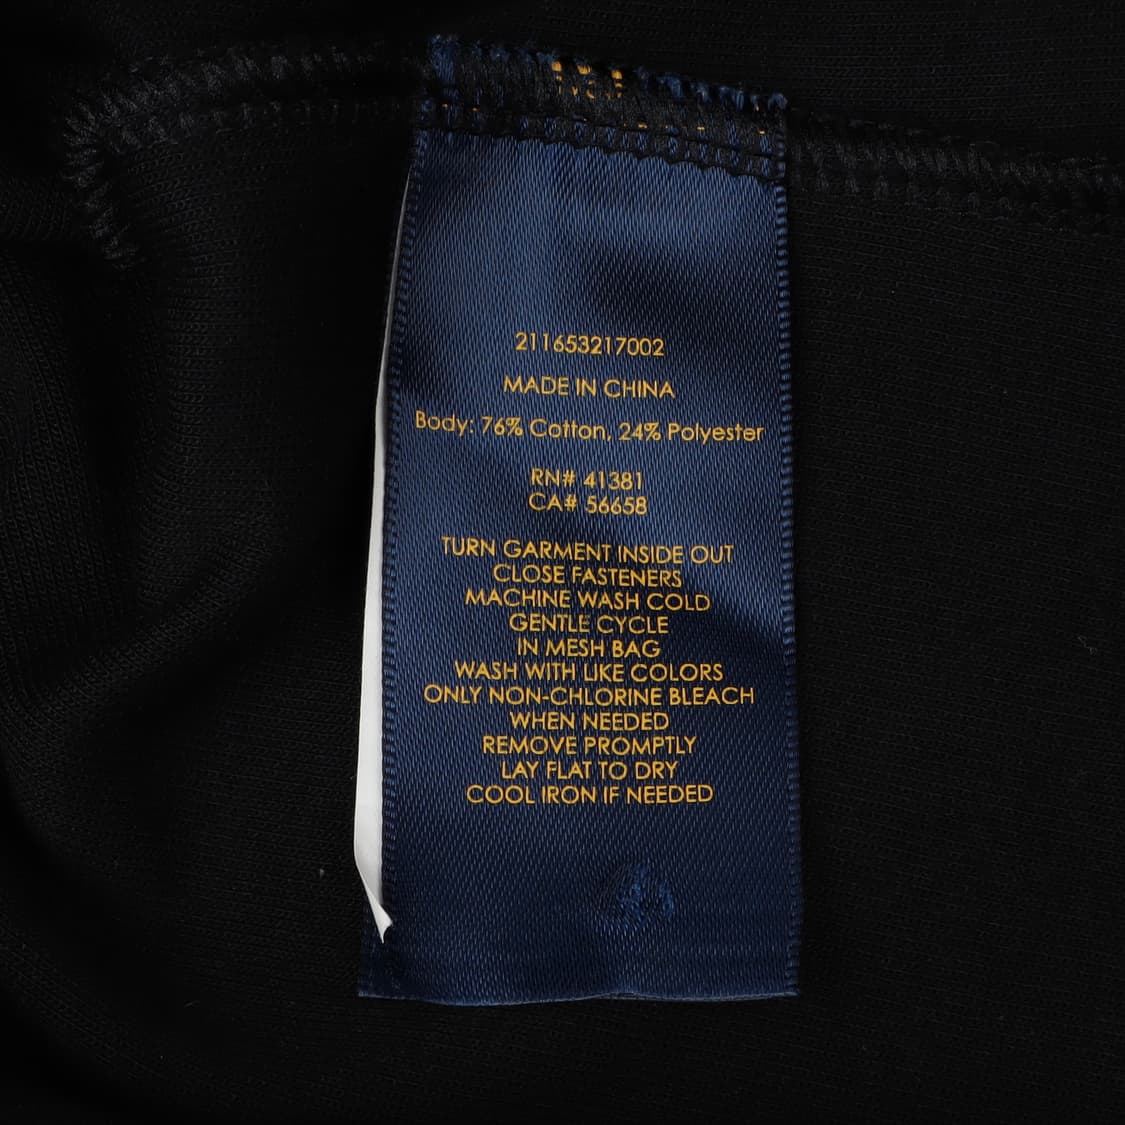 211653217002
MADE IN CHINA
Body: 76% Cotton, 24% Polyester
RN# 41381
CA# 56658
TURN GARMENT INSIDE OUT
CLOSE FASTENERS
MACHINE WASH COLD
GENTLE CYCLE
IN MESH BAG
WASH WITH LIKE COLORS
ONLY NON-CHLORINE BLEACH
WHEN NEEDED
REMOVE PROMPTLY
LAY FLAT TO DRY
COOL IRON IF NEEDED